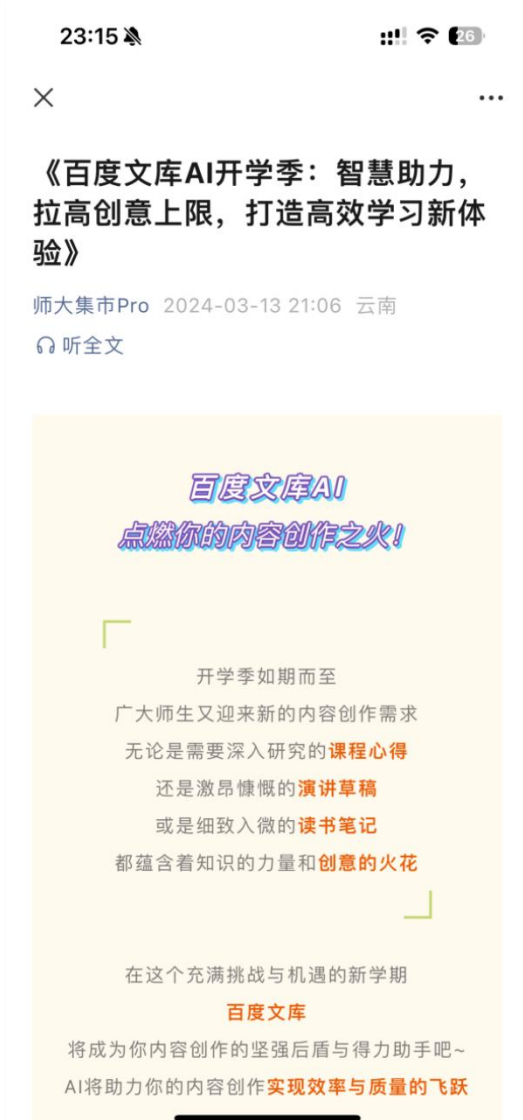 23:15
26
《百度文库AI开学季：智慧助力，
拉高创意上限，打造高效学习新体
验》
师大集市Pro 2024-03-13 21:06 云南
听全文
百度文库AI
点燃你的内容创作之火！
开学季如期而至
广大师生又迎来新的内容创作需求
无论是需要深入研究的课程心得
还是激昂慷慨的演讲草稿
或是细致入微的读书笔记
都蕴含着知识的力量和创意的火花
在这个充满挑战与机遇的新学期
百度文库
将成为你内容创作的坚强后盾与得力助手吧~
AI将助力你的内容创作实现效率与质量的飞跃